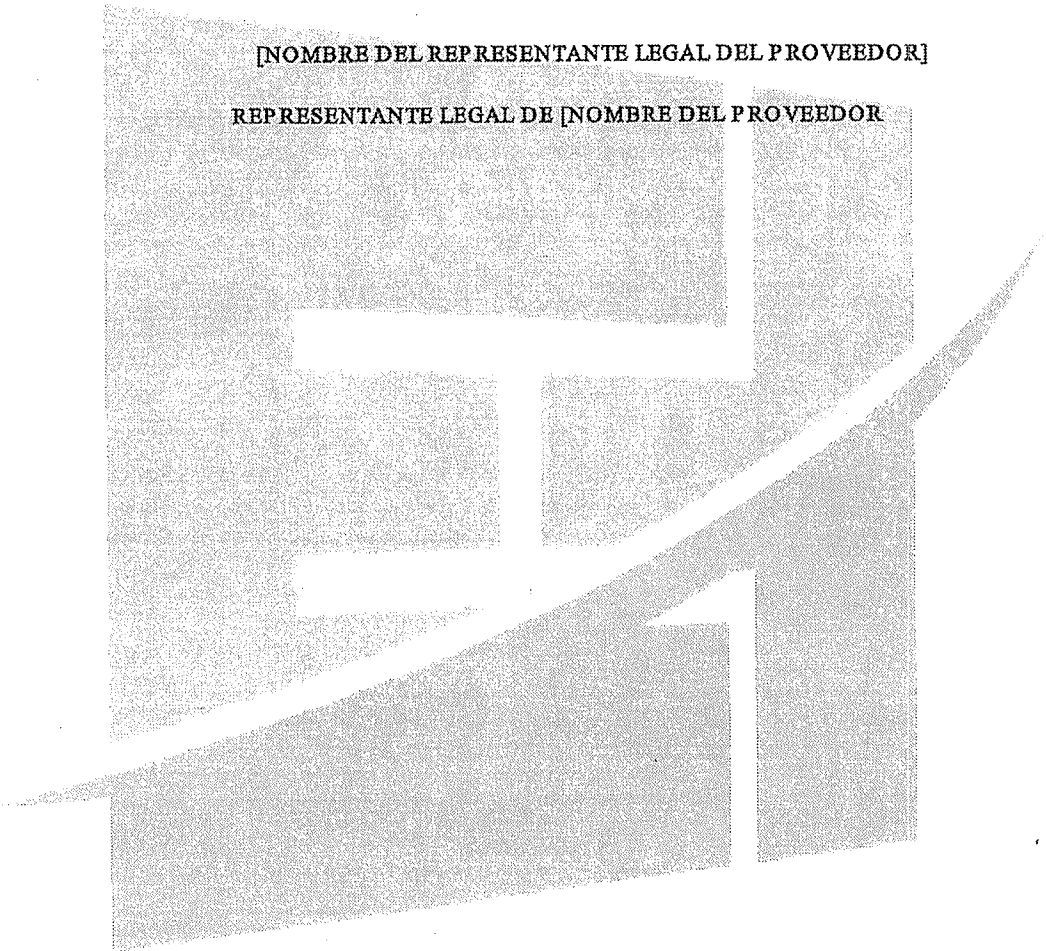 [NOMBRE DEL REPRESENTANTE LEGAL DEL PROVEEDOR]
REPRESENTANTE LEGAL DE [NOMBRE DEL PROVEEDOR